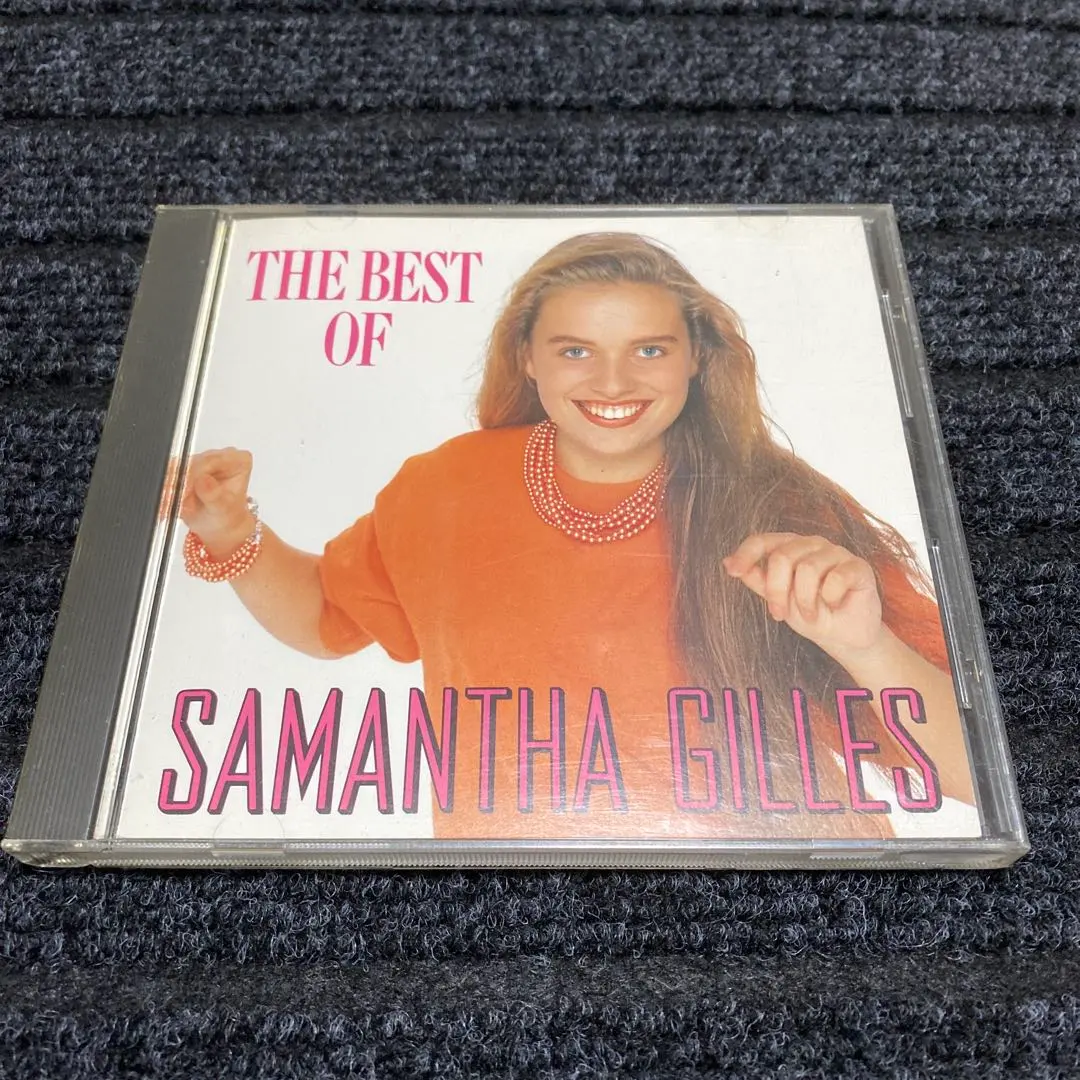 THE BEST
OF
SAMANTHA GILLES